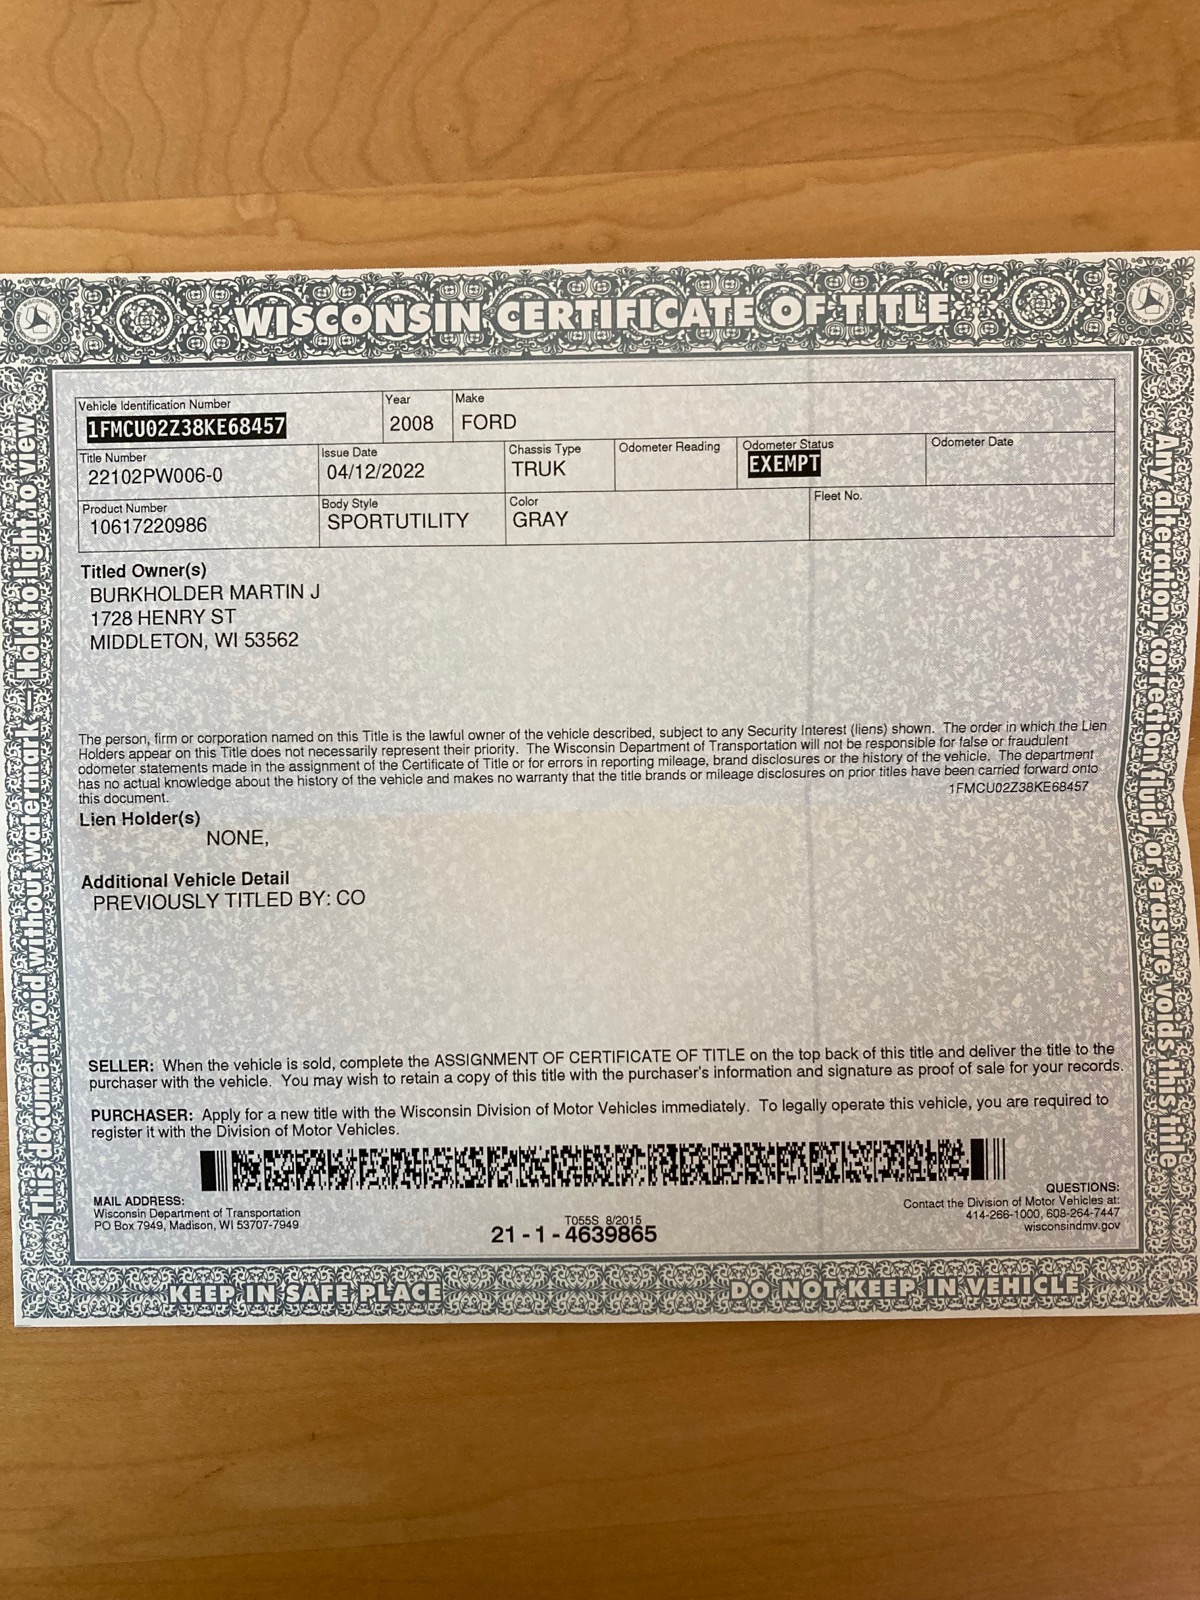 WISCONSIN CERTIFICATE OF TITLE
This document void without watermark – Hold to light to view
Any alteration, correction fluid, or erasure voids this title
Vehicle Identification Number
1FMCU02Z38KE68457
Year
2008
Make
FORD
Title Number
22102PW006-0
Issue Date
04/12/2022
Chassis Type
TRUK
Odometer Reading
Odometer Status
EXEMPT
Odometer Date
Product Number
10617220986
Body Style
SPORTUTILITY
Color
GRAY
Fleet No.
Titled Owner(s)
BURKHOLDER MARTIN J
1728 HENRY ST
MIDDLETON, WI 53562
The person, firm or corporation named on this Title is the lawful owner of the vehicle described, subject to any Security Interest (liens) shown. The order in which the Lien
Holders appear on this Title does not necessarily represent their priority. The Wisconsin Department of Transportation will not be responsible for false or fraudulent
odometer statements made in the assignment of the Certificate of Title or for errors in reporting mileage, brand disclosures or the history of the vehicle. The department
has no actual knowledge about the history of the vehicle and makes no warranty that the title brands or mileage disclosures on prior titles have been carried forward onto
this document.
1FMCU02Z38KE68457
Lien Holder(s)
NONE,
Additional Vehicle Detail
PREVIOUSLY TITLED BY: CO
SELLER: When the vehicle is sold, complete the ASSIGNMENT OF CERTIFICATE OF TITLE on the top back of this title and deliver the title to the
purchaser with the vehicle. You may wish to retain a copy of this title with the purchaser's information and signature as proof of sale for your records.
PURCHASER: Apply for a new title with the Wisconsin Division of Motor Vehicles immediately. To legally operate this vehicle, you are required to
register it with the Division of Motor Vehicles.
MAIL ADDRESS:
Wisconsin Department of Transportation
PO Box 7949, Madison, WI 53707-7949
T055S 8/2015
21 - 1 - 4639865
QUESTIONS:
Contact the Division of Motor Vehicles at:
414-266-1000, 608-264-7447
wisconsindmv.gov
KEEP IN SAFE PLACE
DO NOT KEEP IN VEHICLE